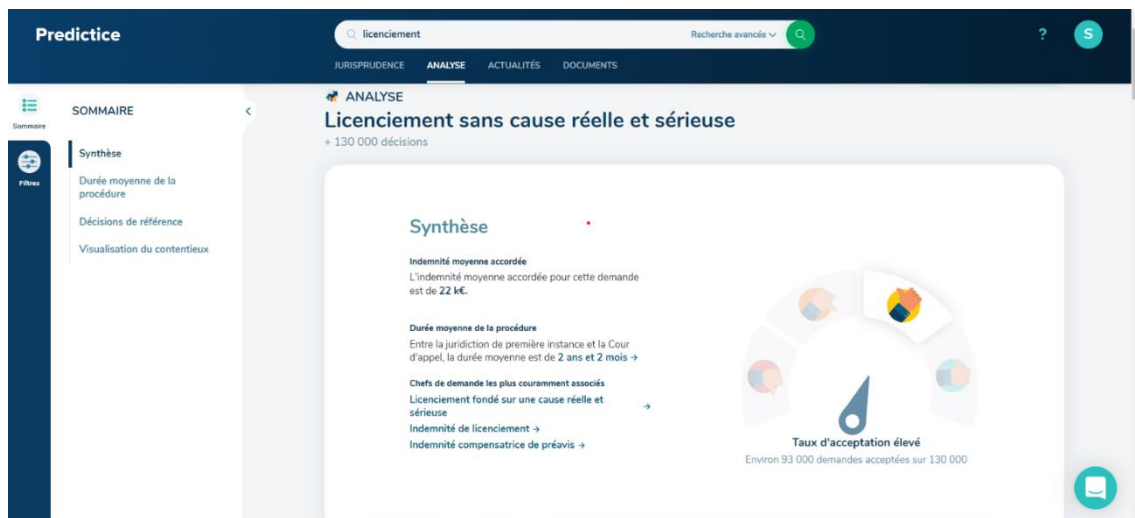 Predictice
licenciement
Recherche avancée
?
S
JURISPRUDENCE
ANALYSE
ACTUALITÉS
DOCUMENTS
Sommaire
Filtres
SOMMAIRE
Synthèse
Durée moyenne de la
procédure
Décisions de référence
Visualisation du contentieux
ANALYSE
Licenciement sans cause réelle et sérieuse
+ 130 000 décisions
Synthèse
Indemnité moyenne accordée
L'indemnité moyenne accordée pour cette demande
est de 22 k€.
Durée moyenne de la procédure
Entre la juridiction de première instance et la Cour
d'appel, la durée moyenne est de 2 ans et 2 mois →
Chefs de demande les plus couramment associés
Licenciement fondé sur une cause réelle et
sérieuse →
Indemnité de licenciement →
Indemnité compensatrice de préavis →
Taux d'acceptation élevé
Environ 93 000 demandes acceptées sur 130 000